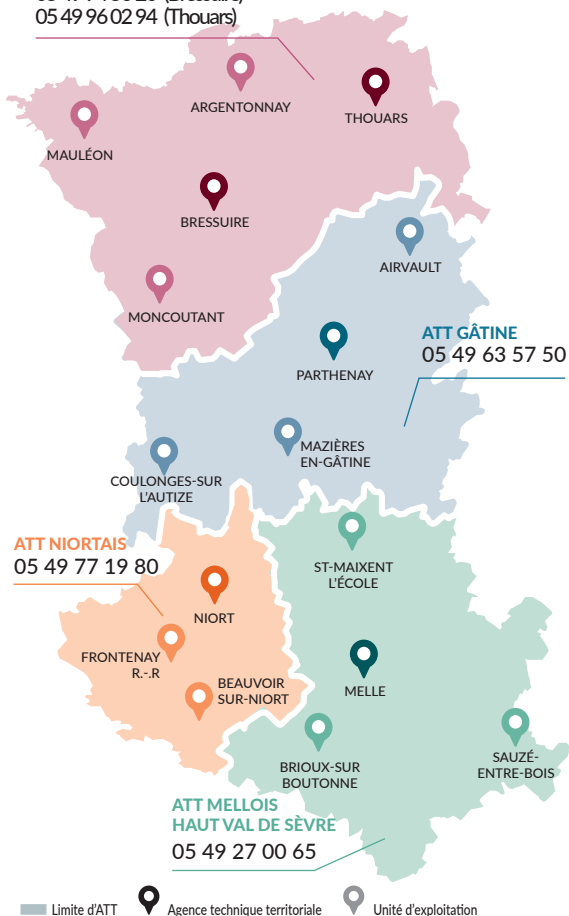 (Bressuire)
05 49 96 02 94 (Thouars)
ARGENTONNAY
THOUARS
MAULÉON
BRESSUIRE
AIRVAULT
MONCOUTANT
ATT GÂTINE
05 49 63 57 50
PARTHENAY
MAZIÈRES
EN-GÂTINE
COULONGES-SUR
L'AUTIZE
ATT NIORTAIS
05 49 77 19 80
ST-MAIXENT
L'ÉCOLE
NIORT
FRONTENAY
R.-.R
BEAUVOIR
SUR-NIORT
MELLE
BRIOUX-SUR
BOUTONNE
SAUZÉ-
ENTRE-BOIS
ATT MELLOIS
HAUT VAL DE SÈVRE
05 49 27 00 65
Limite d'ATT
Agence technique territoriale
Unité d'exploitation